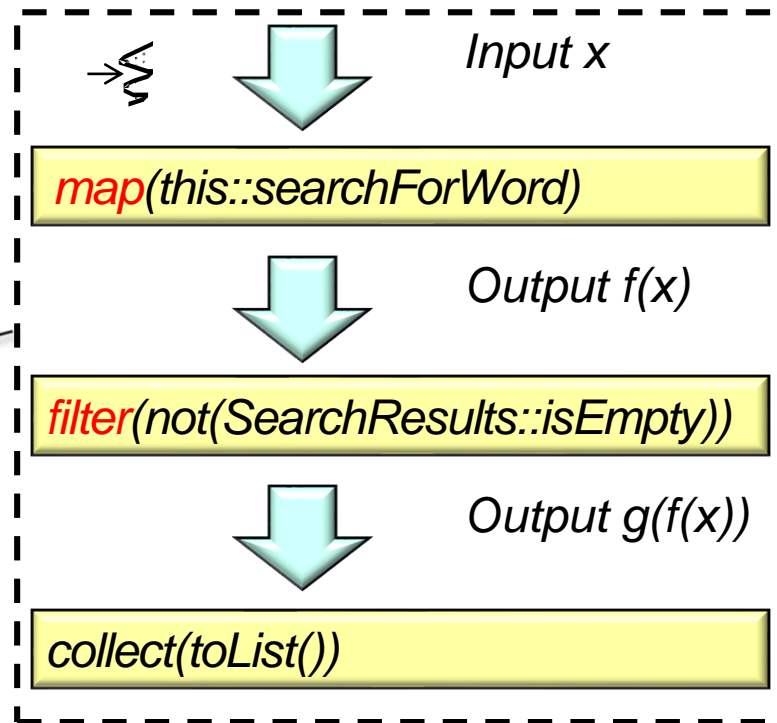 Input x
map(this::searchForWord)
Output f(x)
filter(not(SearchResults::isEmpty))
Output g(f(x))
collect(toList())